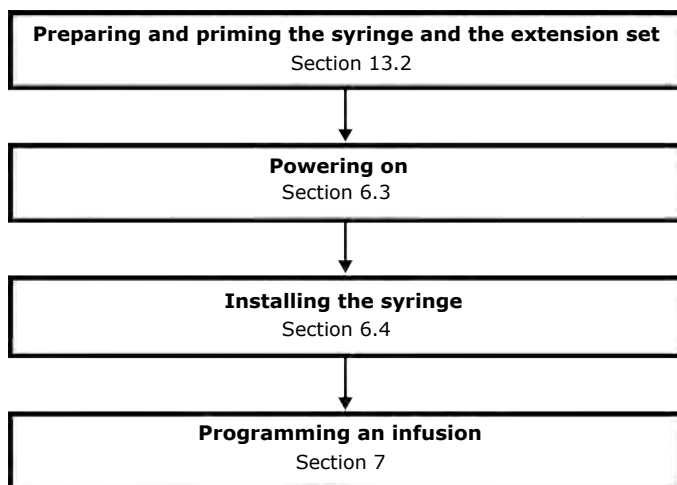 Preparing and priming the syringe and the extension set
Section 13.2
Powering on
Section 6.3
Installing the syringe
Section 6.4
Programming an infusion
Section 7